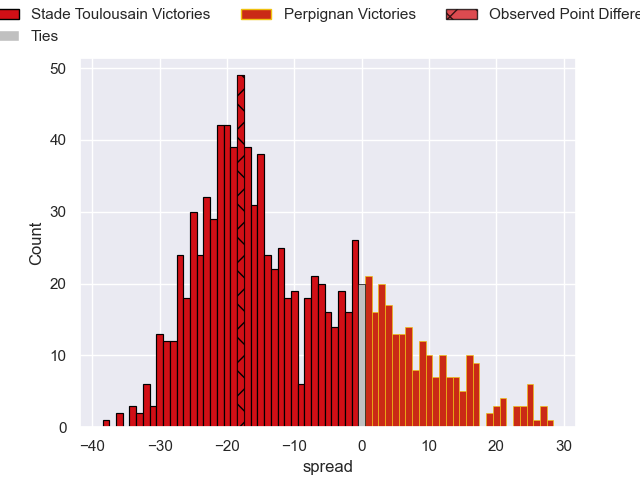 Stade Toulousain Victories
Perpignan Victories
Observed Point Differe
Ties
50
40
30
20
10
0
Count
−40 −30 −20 −10 0 10 20 30
spread